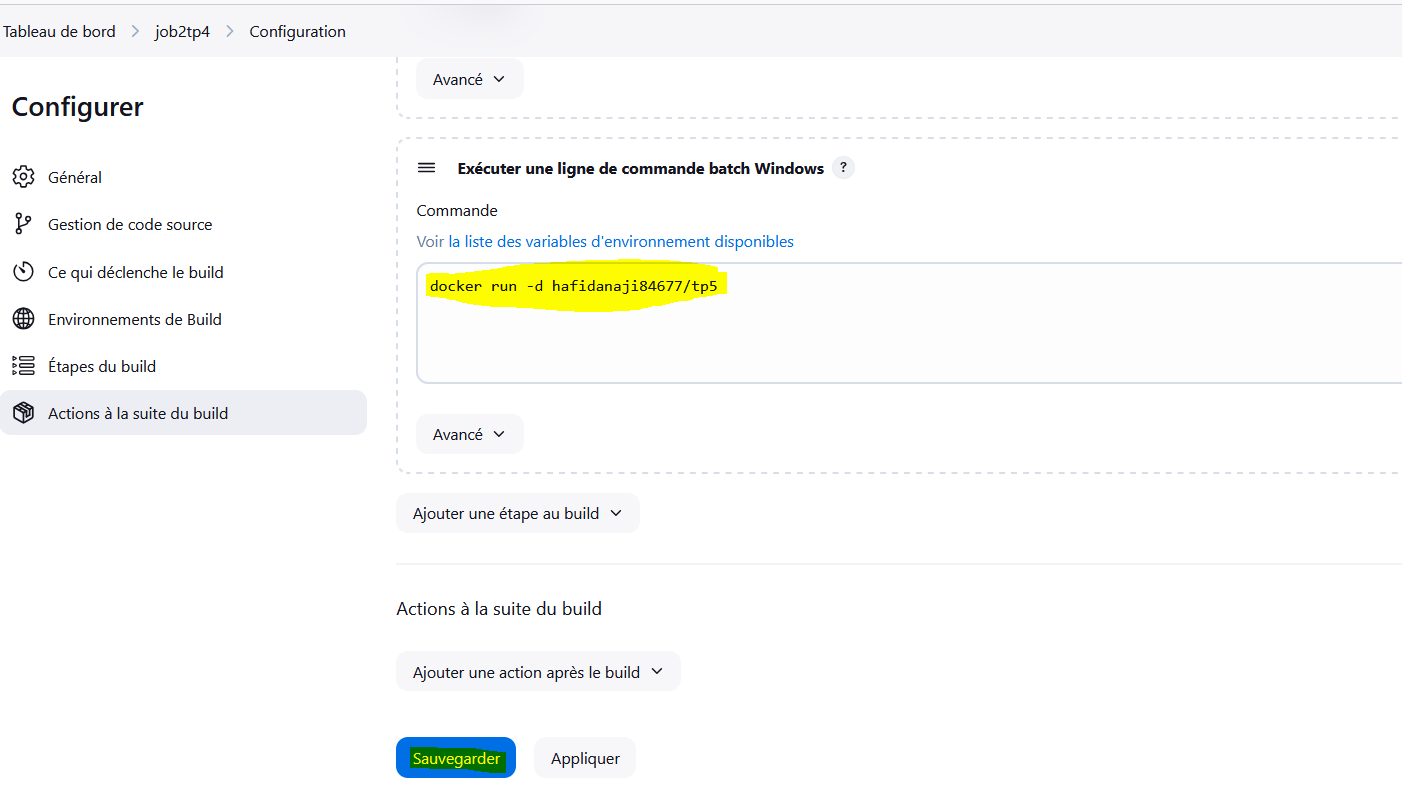 Tableau de bord > job2tp4 > Configuration
Configurer
Général
Gestion de code source
Ce qui déclenche le build
Environnements de Build
Étapes du build
Actions à la suite du build
Avancé
Exécuter une ligne de commande batch Windows ?
Commande
Voir la liste des variables d'environnement disponibles
docker run -d hafidanaji84677/tp5
Avancé
Ajouter une étape au build
Actions à la suite du build
Ajouter une action après le build
Sauvegarder
Appliquer